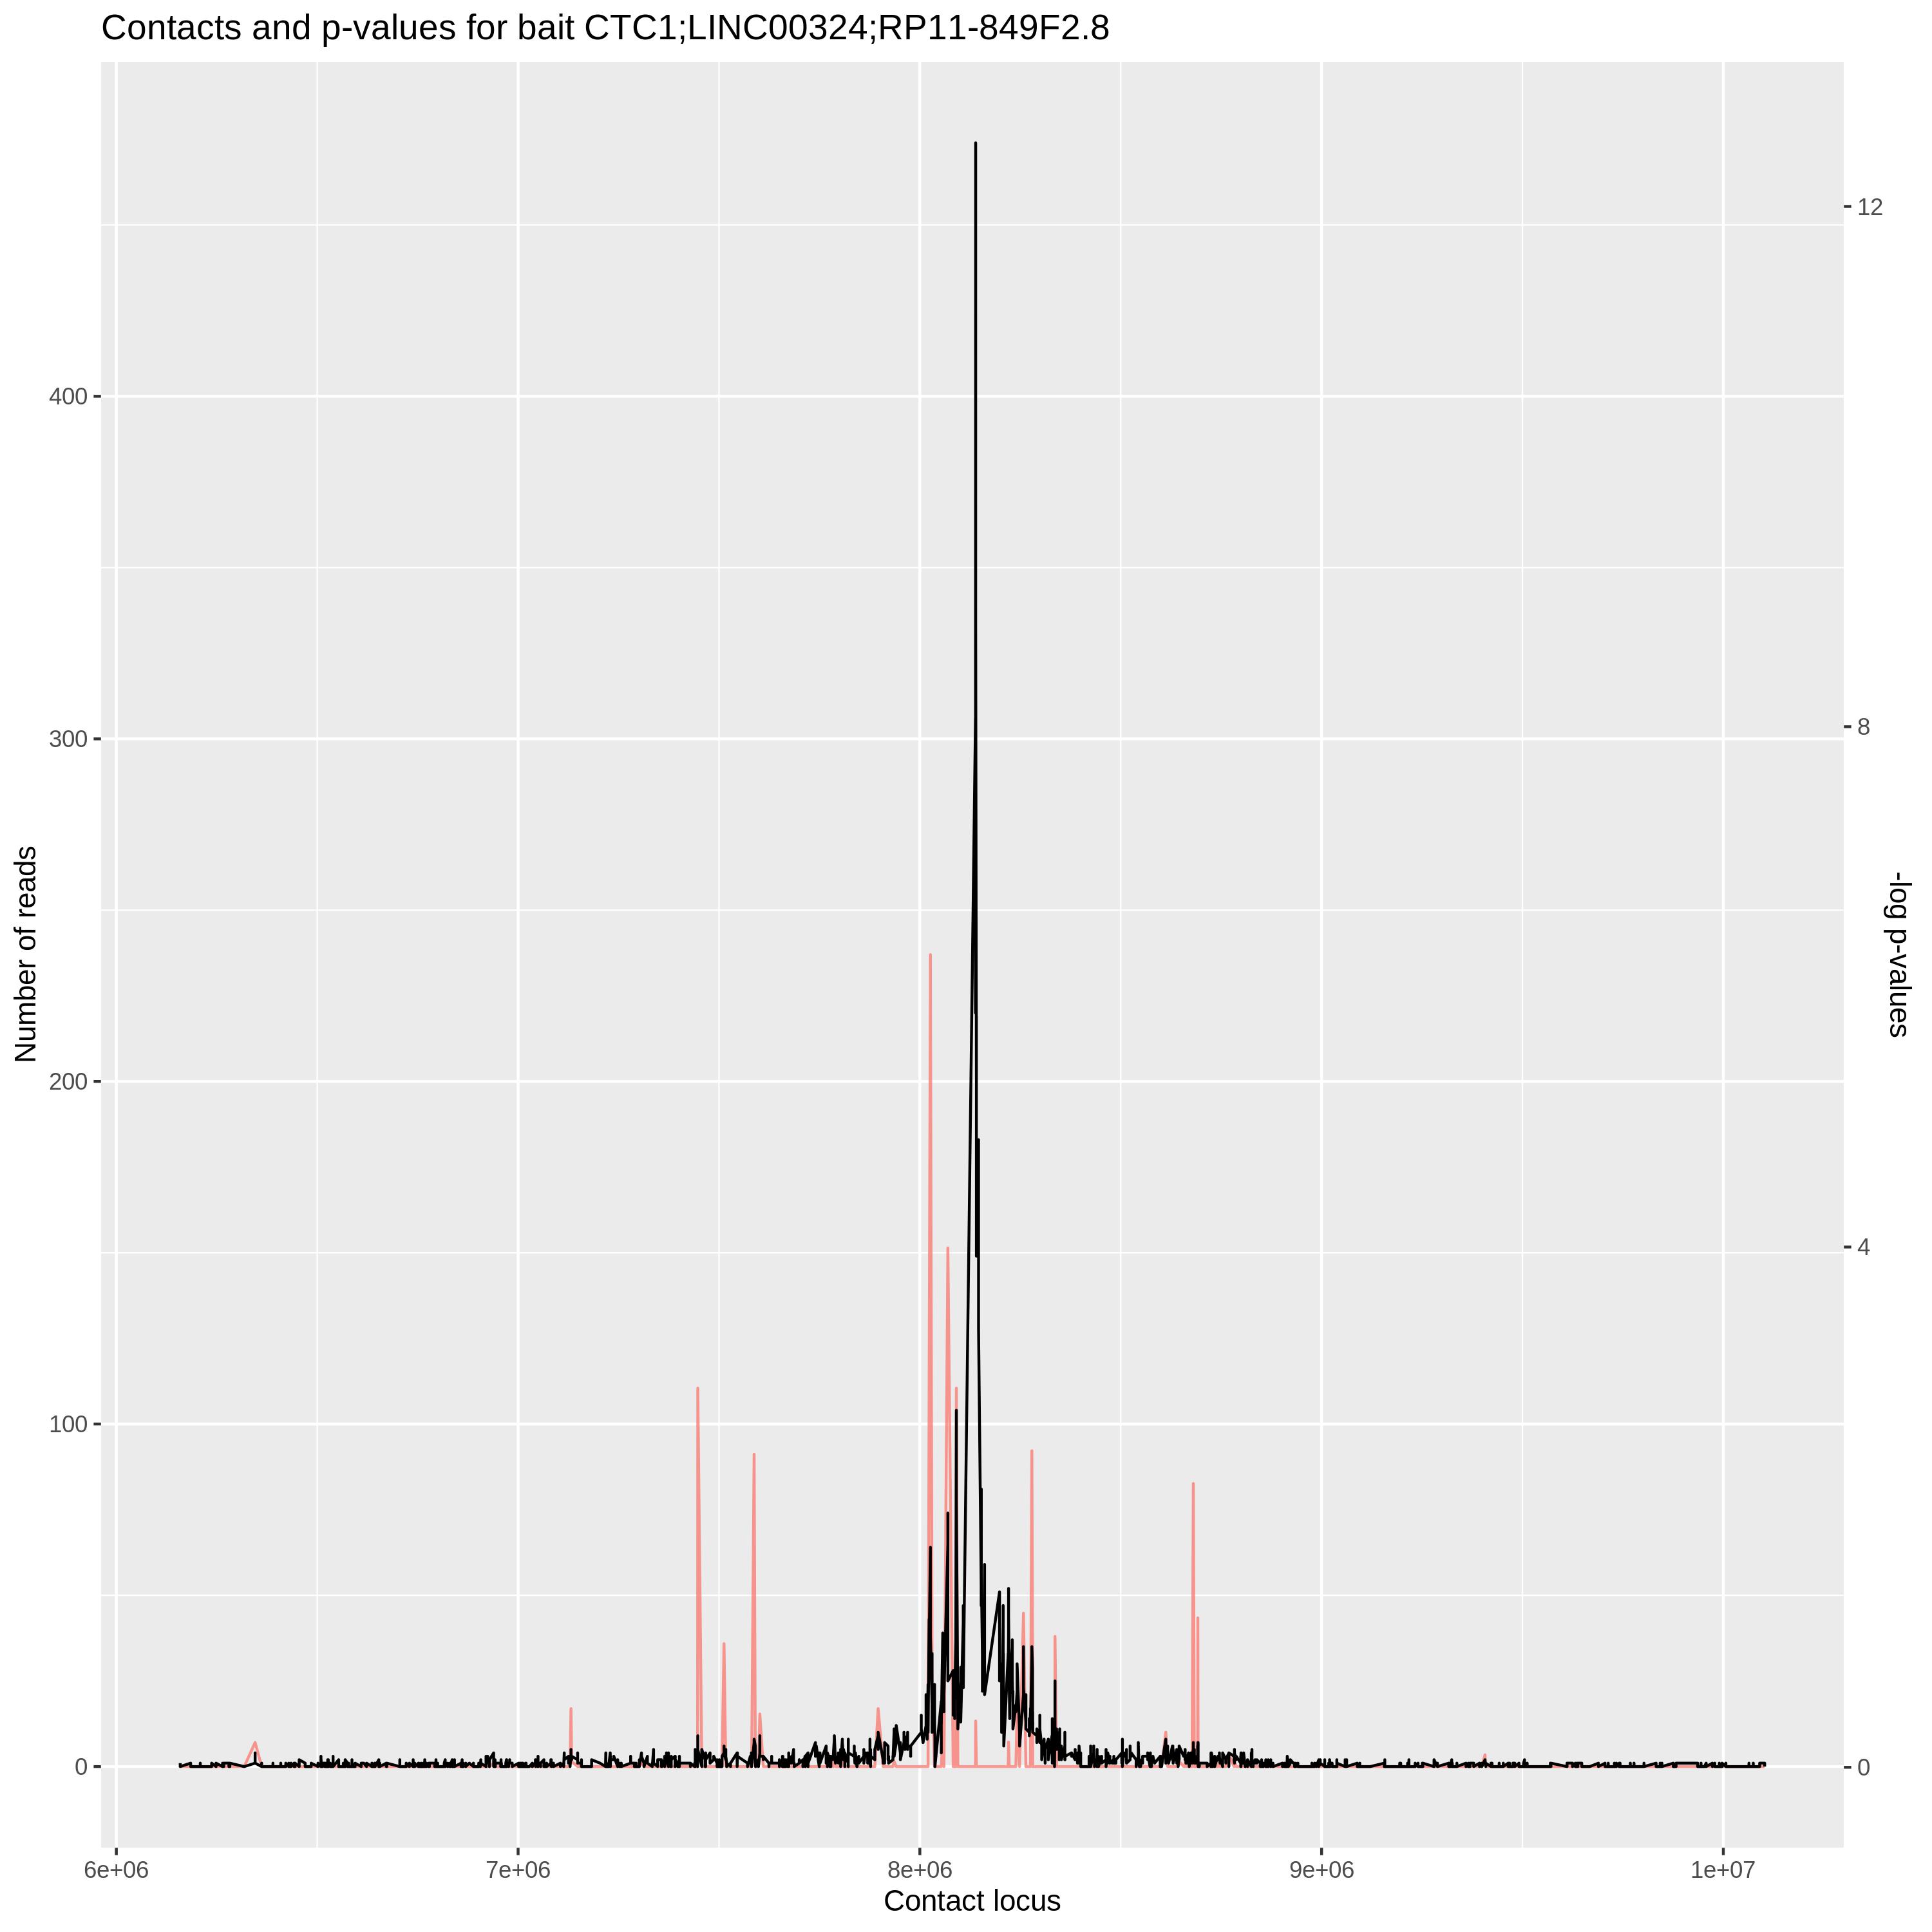 Contacts and p-values for bait CTC1;LINC00324;RP11-849F2.8
Number of reads
400
300
200
100
0
12
8
4
0
-log p-values
6e+06
7e+06
8e+06
9e+06
1e+07
Contact locus